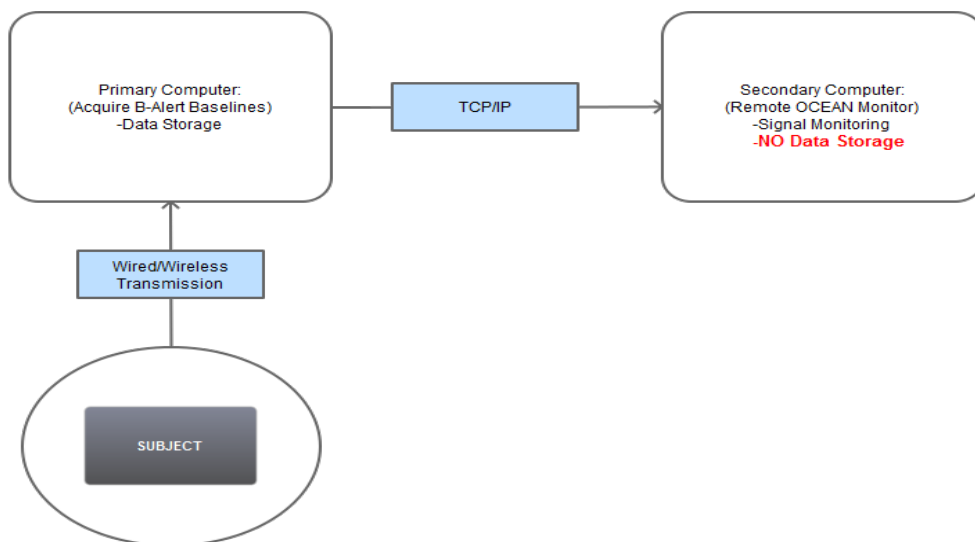 Primary Computer:
(Acquire B-Alert Baselines)
-Data Storage
TCP/IP
Secondary Computer:
(Remote OCEAN Monitor)
-Signal Monitoring
-NO Data Storage
Wired/Wireless
Transmission
SUBJECT